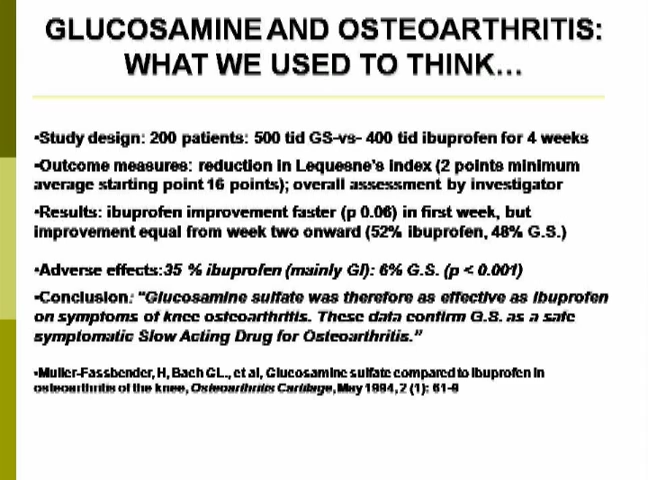 GLUCOSAMINE AND OSTEOARTHRITIS:
WHAT WE USED TO THINK...
•Study design: 200 patients: 500 tid GS-vs- 400 tid ibuprofen for 4 weeks
•Outcome measures: reduction in Lequesne's Index (2 points minimum
average starting point 16 points); overall assessment by investigator
•Results: ibuprofen improvement faster (p 0.06) in first week, but
improvement equal from week two onward (52% ibuprofen, 48% G.S.)
•Adverse effects:35 % ibuprofen (mainly GI): 6% G.S. (p < 0.001)
•Conclusion: "Glucosamine sulfate was therefore as effective as ibuprofen
on symptoms of knee osteoarthritis. These data confirm G.S. as a safe
symptomatic Slow Acting Drug for Osteoarthritis."
•Muller-Fassbender, H, Bach GL., et al, Glucosamine sulfate compared to ibuprofen in
osteoarthritis of the knee, Osteoarthritis Cartilage, May 1994, 2 (1): 61-9